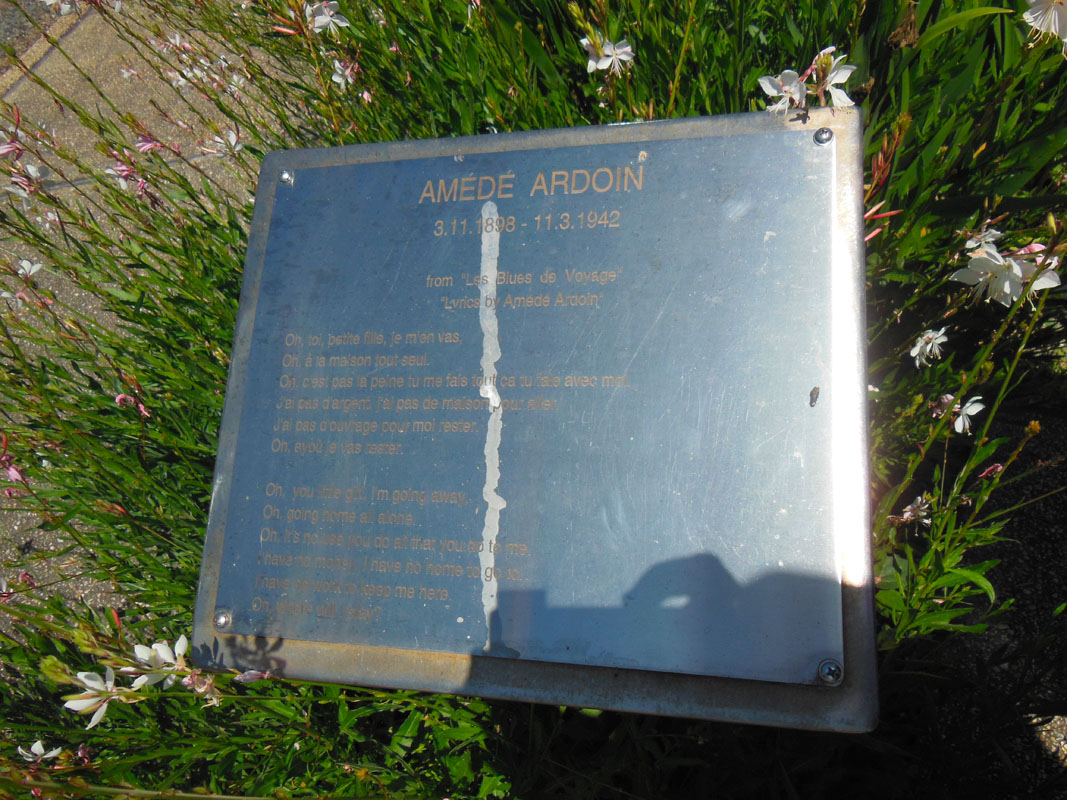 AMÉDÉ ARDOIN
3.11.1898 - 11.3.1942
from "Les Blues de Voyage"
"Lyrics by Amédé Ardoin"
Oh, toi, petite fille, je m'en vas,
Oh, à la maison tout seul.
Oh, c'est pas la peine tu me fais tout ça tu fais avec moi.
J'ai pas d'argent, j'ai pas de maison pour aller.
J'ai pas d'ouvrage pour moi rester.
Oh, ayoù je vas rester.
Oh, you little girl, I'm going away,
Oh, going home all alone.
Oh, it's no use you do all that you do to me.
I have no money, I have no home to go to.
I have no work to keep me here.
Oh, where will I stay?